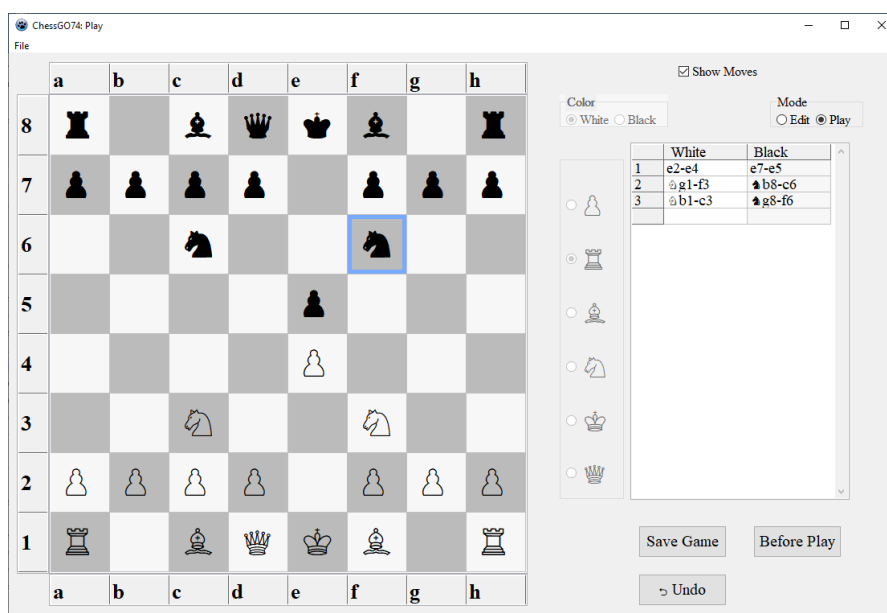 ChessGO74: Play
File
a b c d e f g h
Show Moves
Color
White Black
Mode
Edit Play
8
7
6
5
4
3
2
1
a b c d e f g h
White Black
1 e2-e4 e7-e5
2 ♘g1-f3 ♞b8-c6
3 ♘b1-c3 ♞g8-f6
Save Game
Before Play
Undo